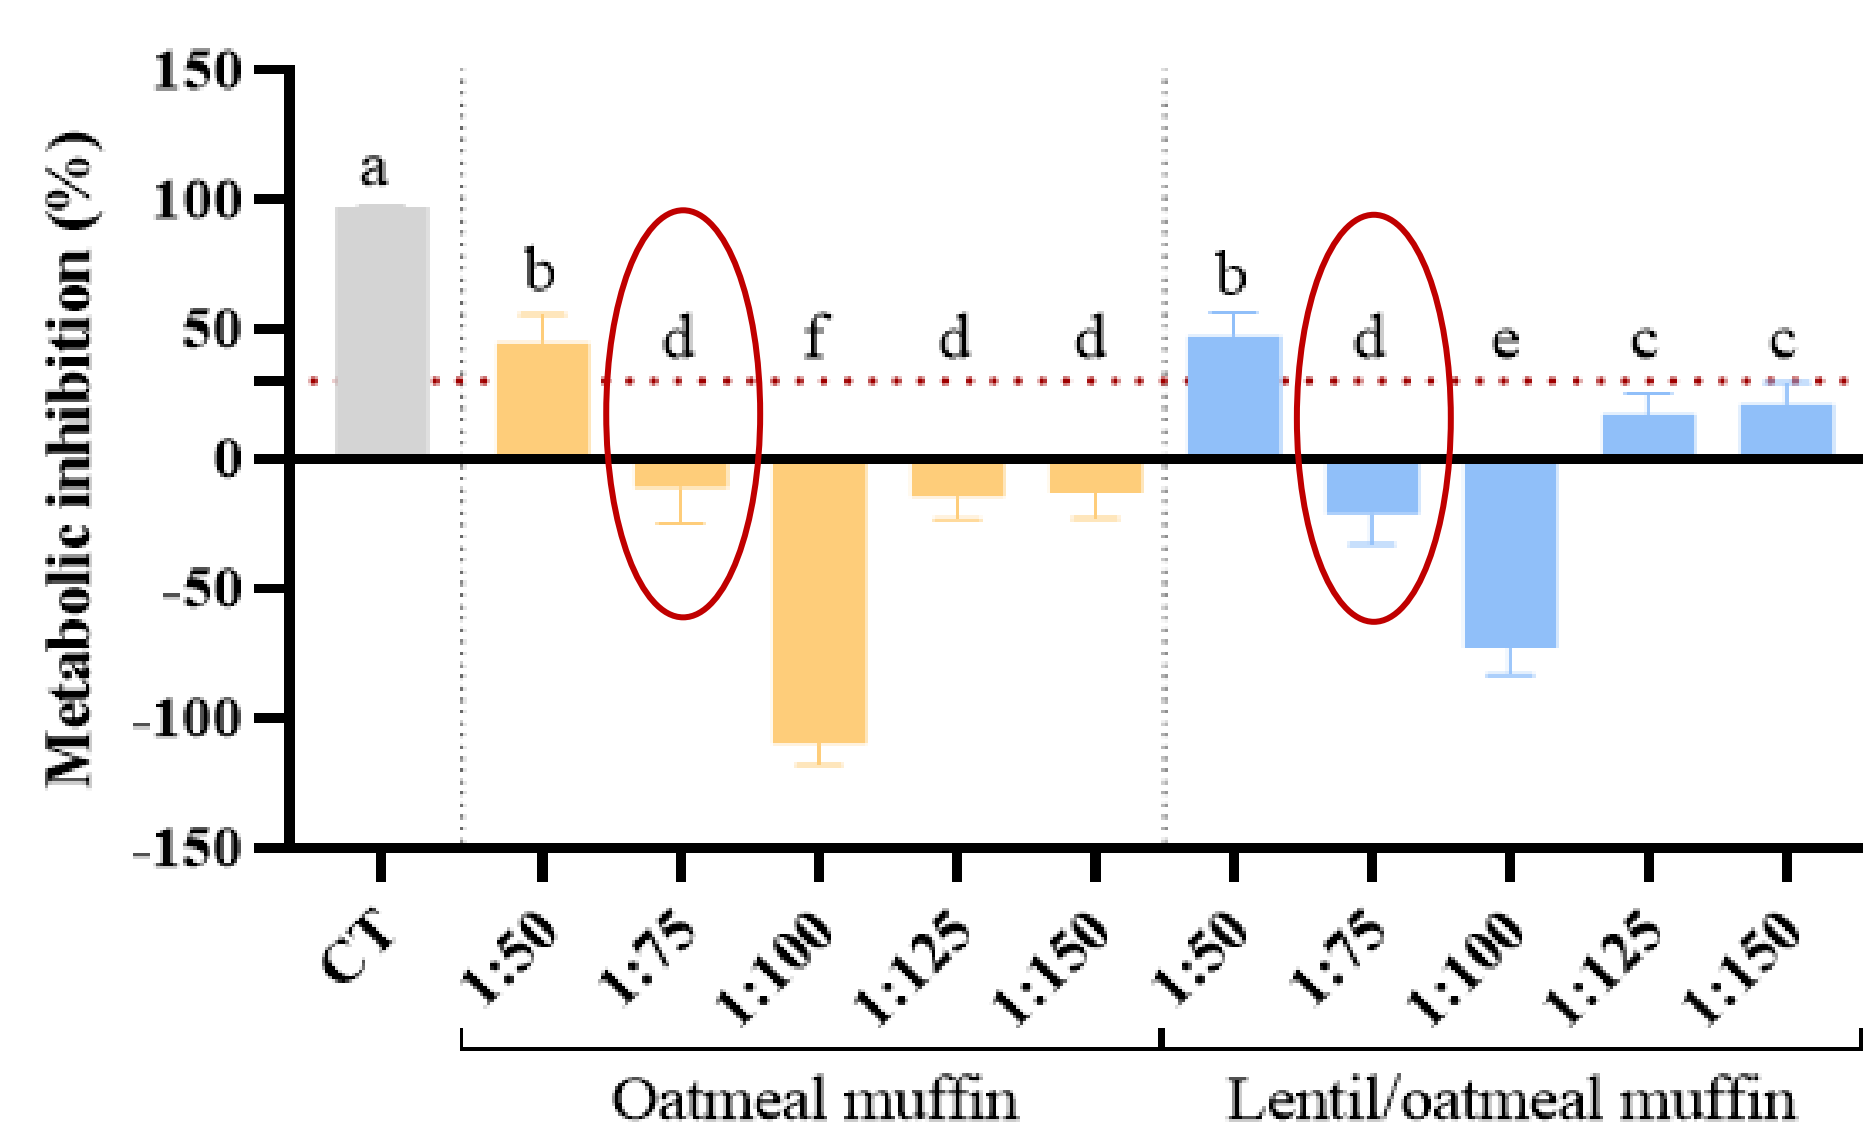 Metabolic inhibition (%)
150
100
50
0
-50
-100
-150
a
b
d
f
d
d
b
d
e
c
c
CT
1:50
1:75
1:100
1:125
1:150
1:50
1:75
1:100
1:125
1:150
Oatmeal muffin
Lentil/oatmeal muffin